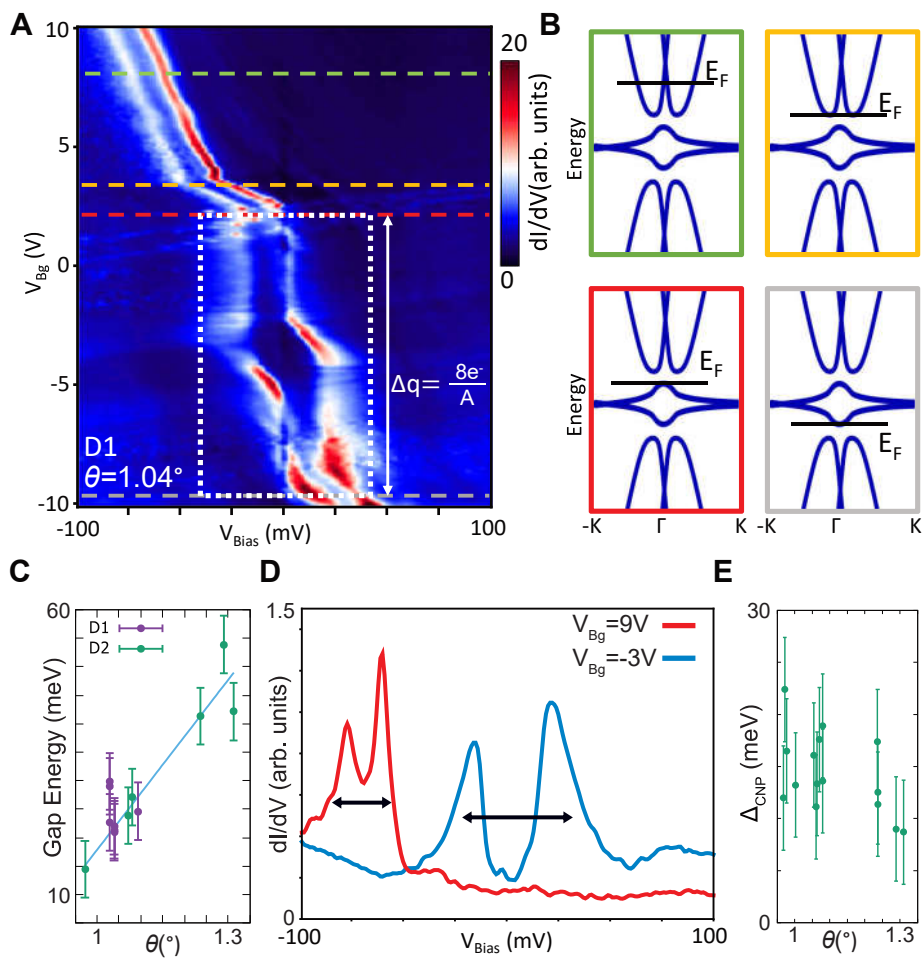 A
10
5
0
-5
-10
V_Bg (V)
D1
θ=1.04°
Δq= 8e⁻
A
-100
V_Bias (mV)
100
20
0
dI/dV(arb. units)
B
E_F
E_F
Energy
E_F
E_F
Energy
-K
Γ
K
-K
Γ
K
C
60
10
Gap Energy (meV)
D1
D2
1
θ(°)
1.3
D
1.5
0
dI/dV (arb. units)
V_Bg=9V
V_Bg=-3V
-100
V_Bias (mV)
100
E
30
0
Δ_CNP (meV)
1
θ(°)
1.3